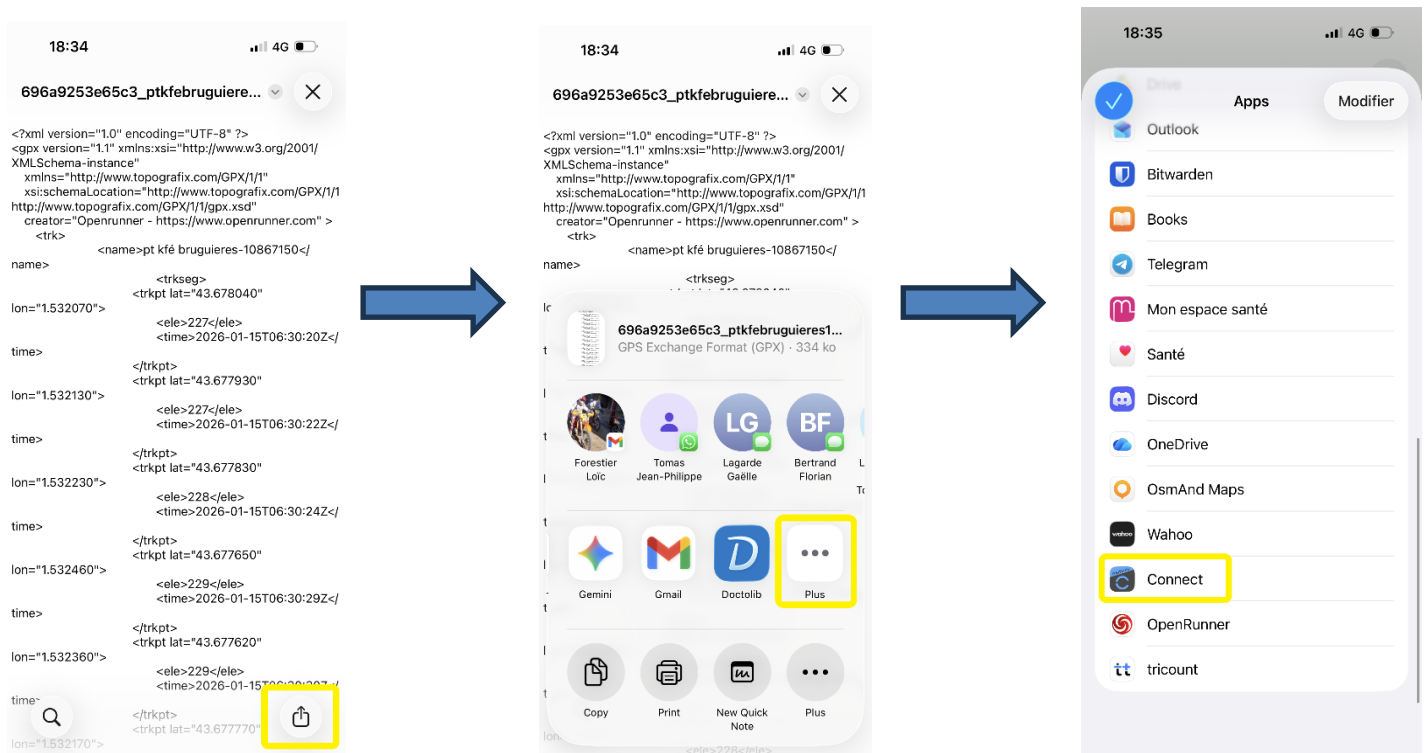 18:34
4G
696a9253e65c3_ptkfebruguiere...
<?xml version="1.0" encoding="UTF-8" ?>
<gpx version="1.1" xmlns:xsi="http://www.w3.org/2001/
XMLSchema-instance"
xmlns="http://www.topografix.com/GPX/1/1"
xsi:schemaLocation="http://www.topografix.com/GPX/1/1
http://www.topografix.com/GPX/1/1/gpx.xsd"
creator="Openrunner - https://www.openrunner.com" >
<trk>
<name>pt kfé bruguieres-10867150</
name>
<trkseg>
<trkpt lat="43.678040"
lon="1.532070">
<ele>227</ele>
<time>2026-01-15T06:30:20Z</
time>
</trkpt>
<trkpt lat="43.677930"
lon="1.532130">
<ele>227</ele>
<time>2026-01-15T06:30:22Z</
time>
</trkpt>
<trkpt lat="43.677830"
lon="1.532230">
<ele>228</ele>
<time>2026-01-15T06:30:24Z</
time>
</trkpt>
<trkpt lat="43.677650"
lon="1.532460">
<ele>229</ele>
<time>2026-01-15T06:30:29Z</
time>
</trkpt>
<trkpt lat="43.677620"
lon="1.532360">
<ele>229</ele>
time>
</trkpt>
<trkpt lat="43.677770"
lon="1.532170">
18:34
4G
696a9253e65c3_ptkfebruguiere...
<?xml version="1.0" encoding="UTF-8" ?>
<gpx version="1.1" xmlns:xsi="http://www.w3.org/2001/
XMLSchema-instance"
xmlns="http://www.topografix.com/GPX/1/1"
xsi:schemaLocation="http://www.topografix.com/GPX/1/1
http://www.topografix.com/GPX/1/1/gpx.xsd"
creator="Openrunner - https://www.openrunner.com" >
<trk>
<name>pt kfé bruguieres-10867150</
name>
<trkseg>
696a9253e65c3_ptkfebruguieres1...
GPS Exchange Format (GPX) · 334 ko
LG
BF
Forestier
Loïc
Tomas
Jean-Philippe
Lagarde
Gaëlle
Bertrand
Florian
Gemini
Gmail
Doctolib
Plus
Copy
Print
New Quick
Note
Plus
<ele>228</ele>
18:35
4G
Drive
Apps
Modifier
Outlook
Bitwarden
Books
Telegram
Mon espace santé
Santé
Discord
OneDrive
OsmAnd Maps
wahoo
Wahoo
Connect
OpenRunner
tricount